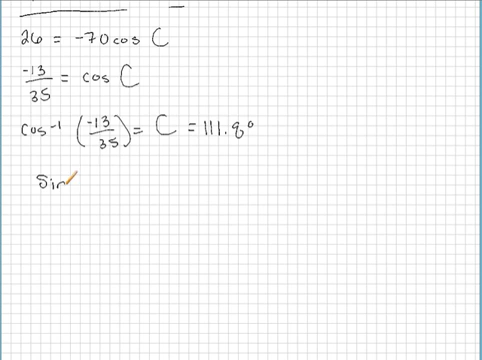 26 = -70 cos C
-13/35 = cos C
cos⁻¹ (-13/35) = C = 111.8°
Sin